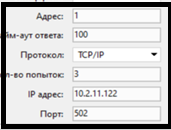 Адрес: 1
йм-аут ответа: 100
Протокол: TCP/IP
л-во попыток: 3
IP адрес: 10.2.11.122
Порт: 502